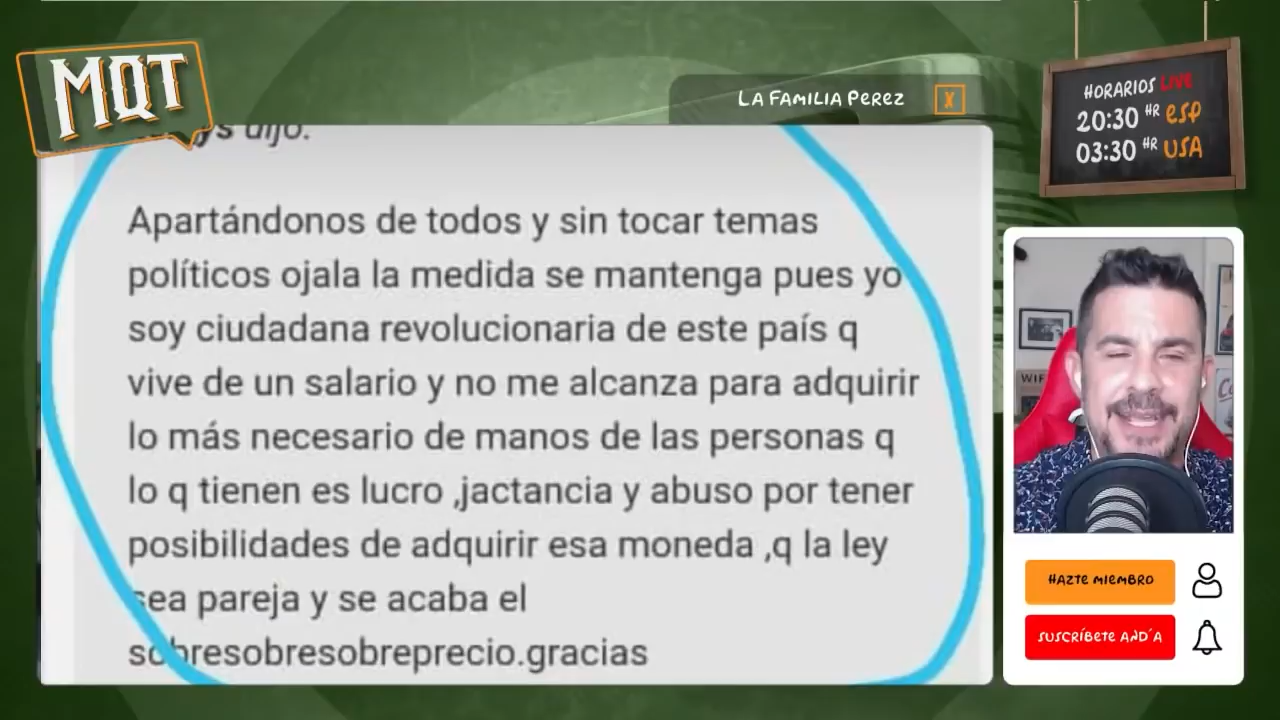 MQT
LA FAMILIA PEREZ
X
HORARIOS LIVE
20:30 HR ESP
03:30 HR USA
dijo:
Apartándonos de todos y sin tocar temas
políticos ojala la medida se mantenga pues yo
soy ciudadana revolucionaria de este país q
vive de un salario y no me alcanza para adquirir
lo más necesario de manos de las personas q
lo q tienen es lucro ,jactancia y abuso por tener
posibilidades de adquirir esa moneda ,q la ley
sea pareja y se acaba el
sobresobresobreprecio.gracias
WIF
HAZTE MIEMBRO
SUSCRÍBETE AND´A